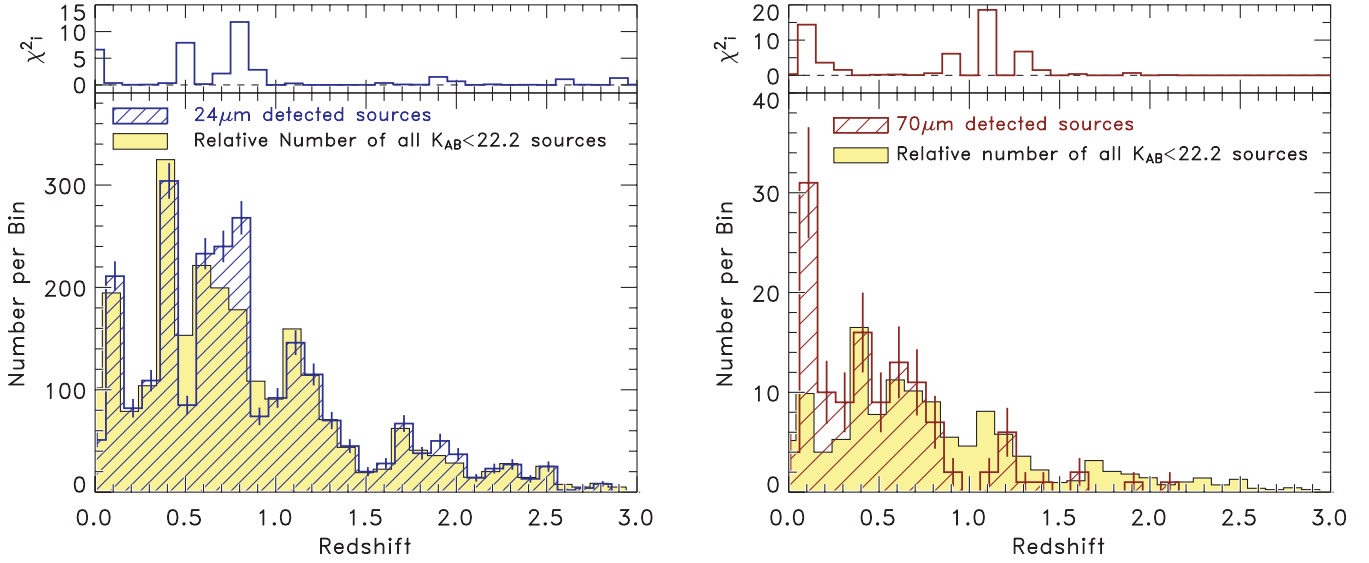 15
10
5
0
χ²i
24μm detected sources
Relative Number of all KAB<22.2 sources
300
200
100
0
Number per Bin
0.0 0.5 1.0 1.5 2.0 2.5 3.0
Redshift
20
10
0
χ²i
40
30
20
10
0
70μm detected sources
Relative number of all KAB<22.2 sources
Number per Bin
0.0 0.5 1.0 1.5 2.0 2.5 3.0
Redshift